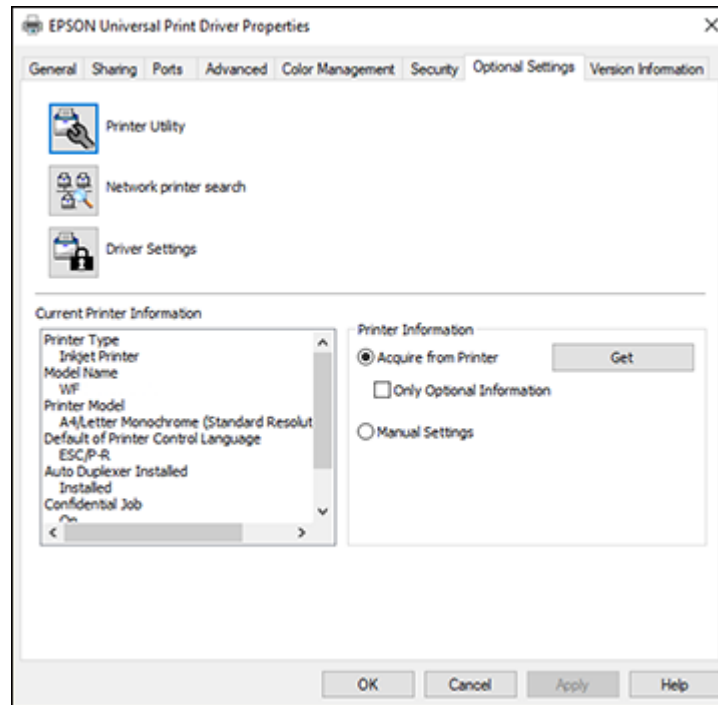 EPSON Universal Print Driver Properties
General Sharing Ports Advanced Color Management Security Optional Settings Version Information
Printer Utility
Network printer search
Driver Settings
Current Printer Information
Printer Type
Inkjet Printer
Model Name
WF
Printer Model
A4/Letter Monochrome (Standard Resolut
Default of Printer Control Language
ESC/P-R
Auto Duplexer Installed
Installed
Confidential Job
On
Printer Information
Acquire from Printer Get
Only Optional Information
Manual Settings
OK Cancel Apply Help